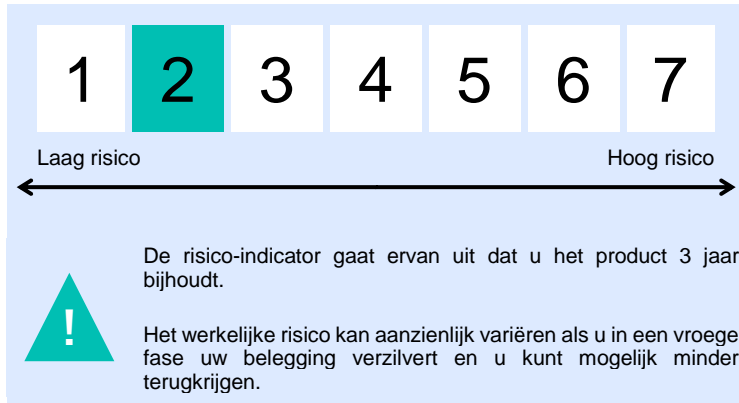 1 2 3 4 5 6 7
Laag risico Hoog risico
De risico-indicator gaat ervan uit dat u het product 3 jaar
bijhoudt.
!
Het werkelijke risico kan aanzienlijk variëren als u in een vroege
fase uw belegging verzilvert en u kunt mogelijk minder
terugkrijgen.